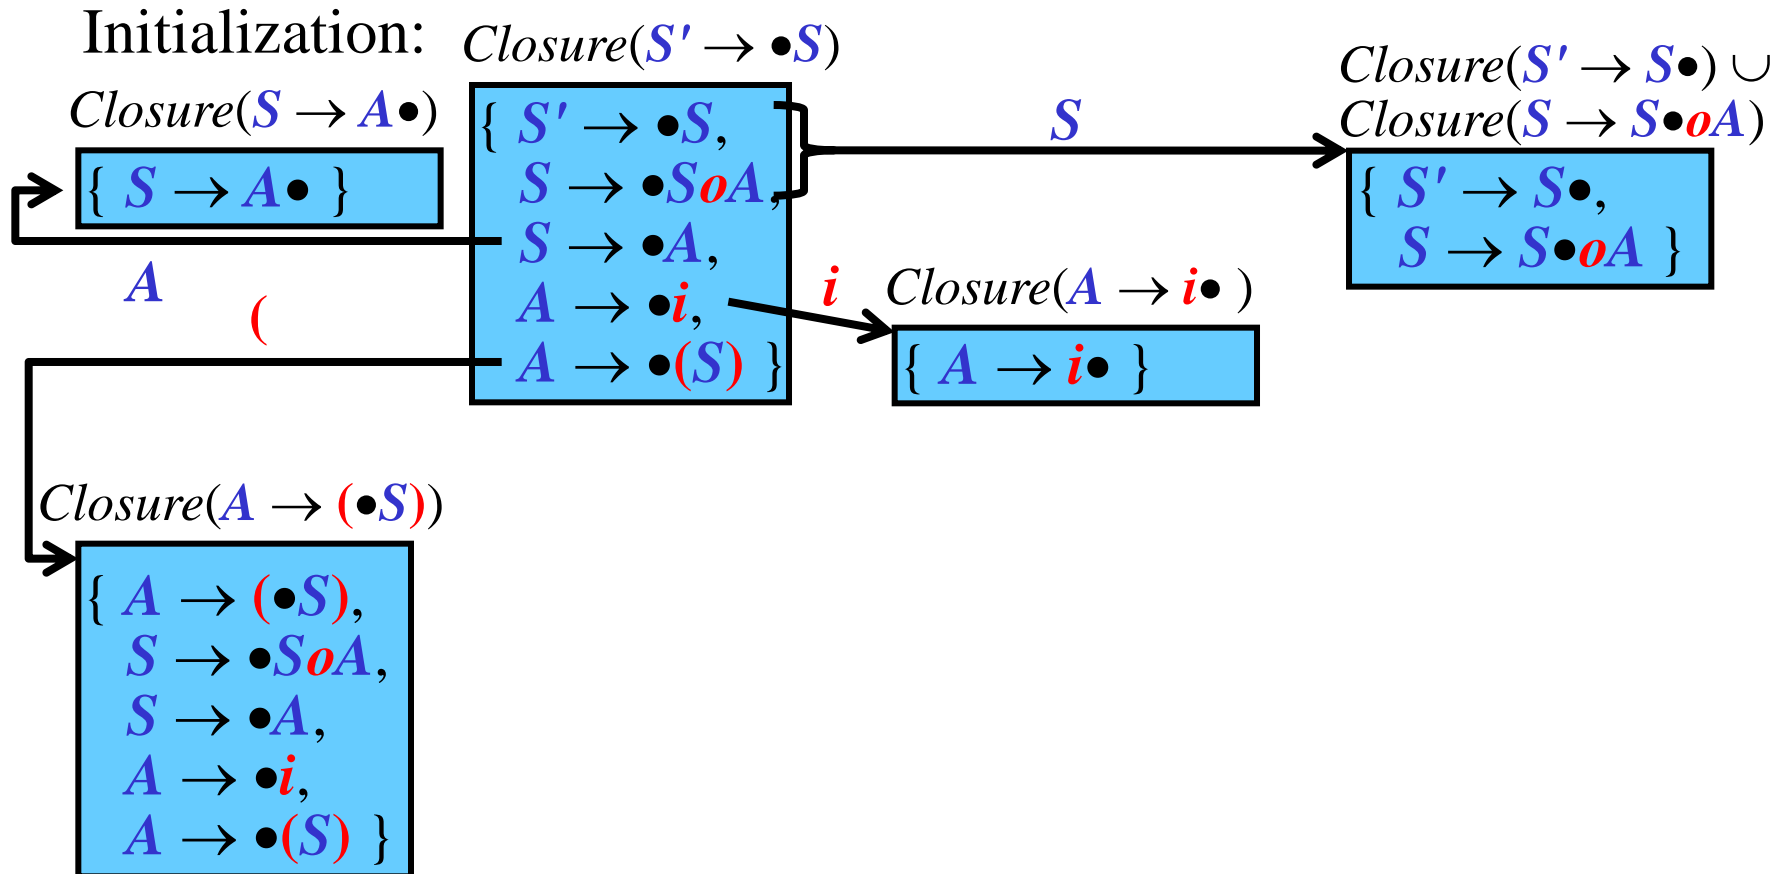 Initialization:
Closure(S' → •S)
{ S' → •S,
S → •SoA,
S → •A,
A → •i,
A → •(S) }
Closure(S → A•)
{ S → A• }
A
(
S
Closure(S' → S•) ∪
Closure(S → S•oA)
{ S' → S•,
S → S•oA }
i
Closure(A → i• )
{ A → i• }
Closure(A → (•S))
{ A → (•S),
S → •SoA,
S → •A,
A → •i,
A → •(S) }